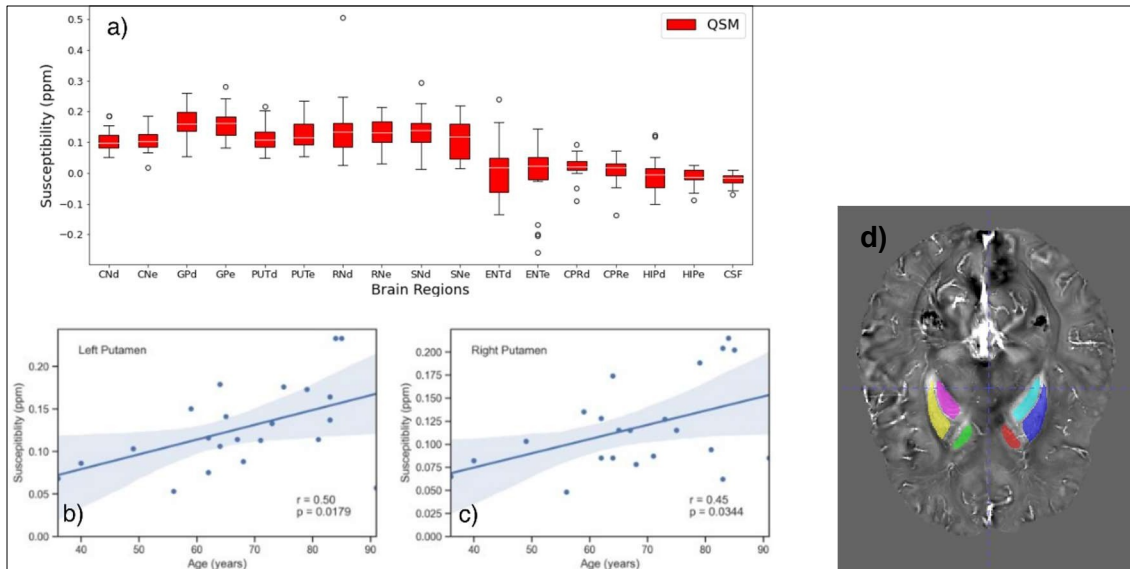 a)
QSM
0.5
0.4
0.3
0.2
0.1
0.0
−0.1
−0.2
Susceptibility (ppm)
CNd CNe GPd GPe PUTd PUTe RNd RNe SNd SNe ENTd ENTe CPRd CPRe HIPd HIPe CSF
Brain Regions
Left Putamen
0.20
0.15
0.10
0.05
0.00
Suscepitiblity (ppm)
r = 0.50
p = 0.0179
b)
40 50 60 70 80 90
Age (years)
Right Putamen
0.200
0.175
0.150
0.125
0.100
0.075
0.050
0.025
0.000
Suscepitiblity (ppm)
r = 0.45
p = 0.0344
c)
40 50 60 70 80 90
Age (years)
d)